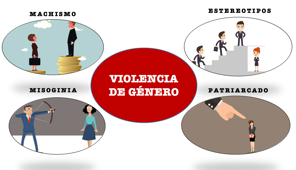 MACHISMO
ESTEREOTIPOS
VIOLENCIA
DE GÉNERO
MISOGINIA
PATRIARCADO